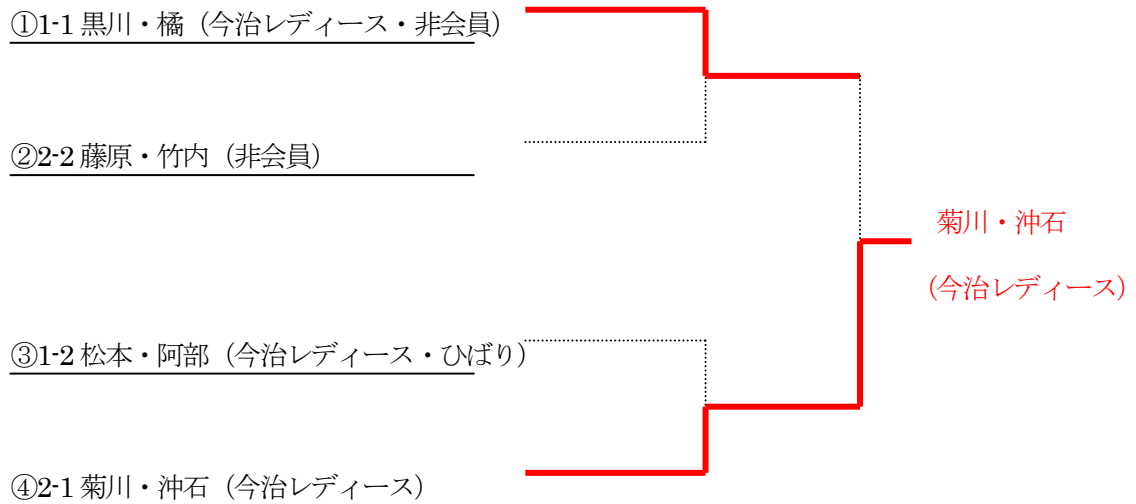 ①1-1 黒川・橘（今治レディース・非会員）
②2-2 藤原・竹内（非会員）
菊川・沖石
（今治レディース）
③1-2 松本・阿部（今治レディース・ひばり）
④2-1 菊川・沖石（今治レディース）